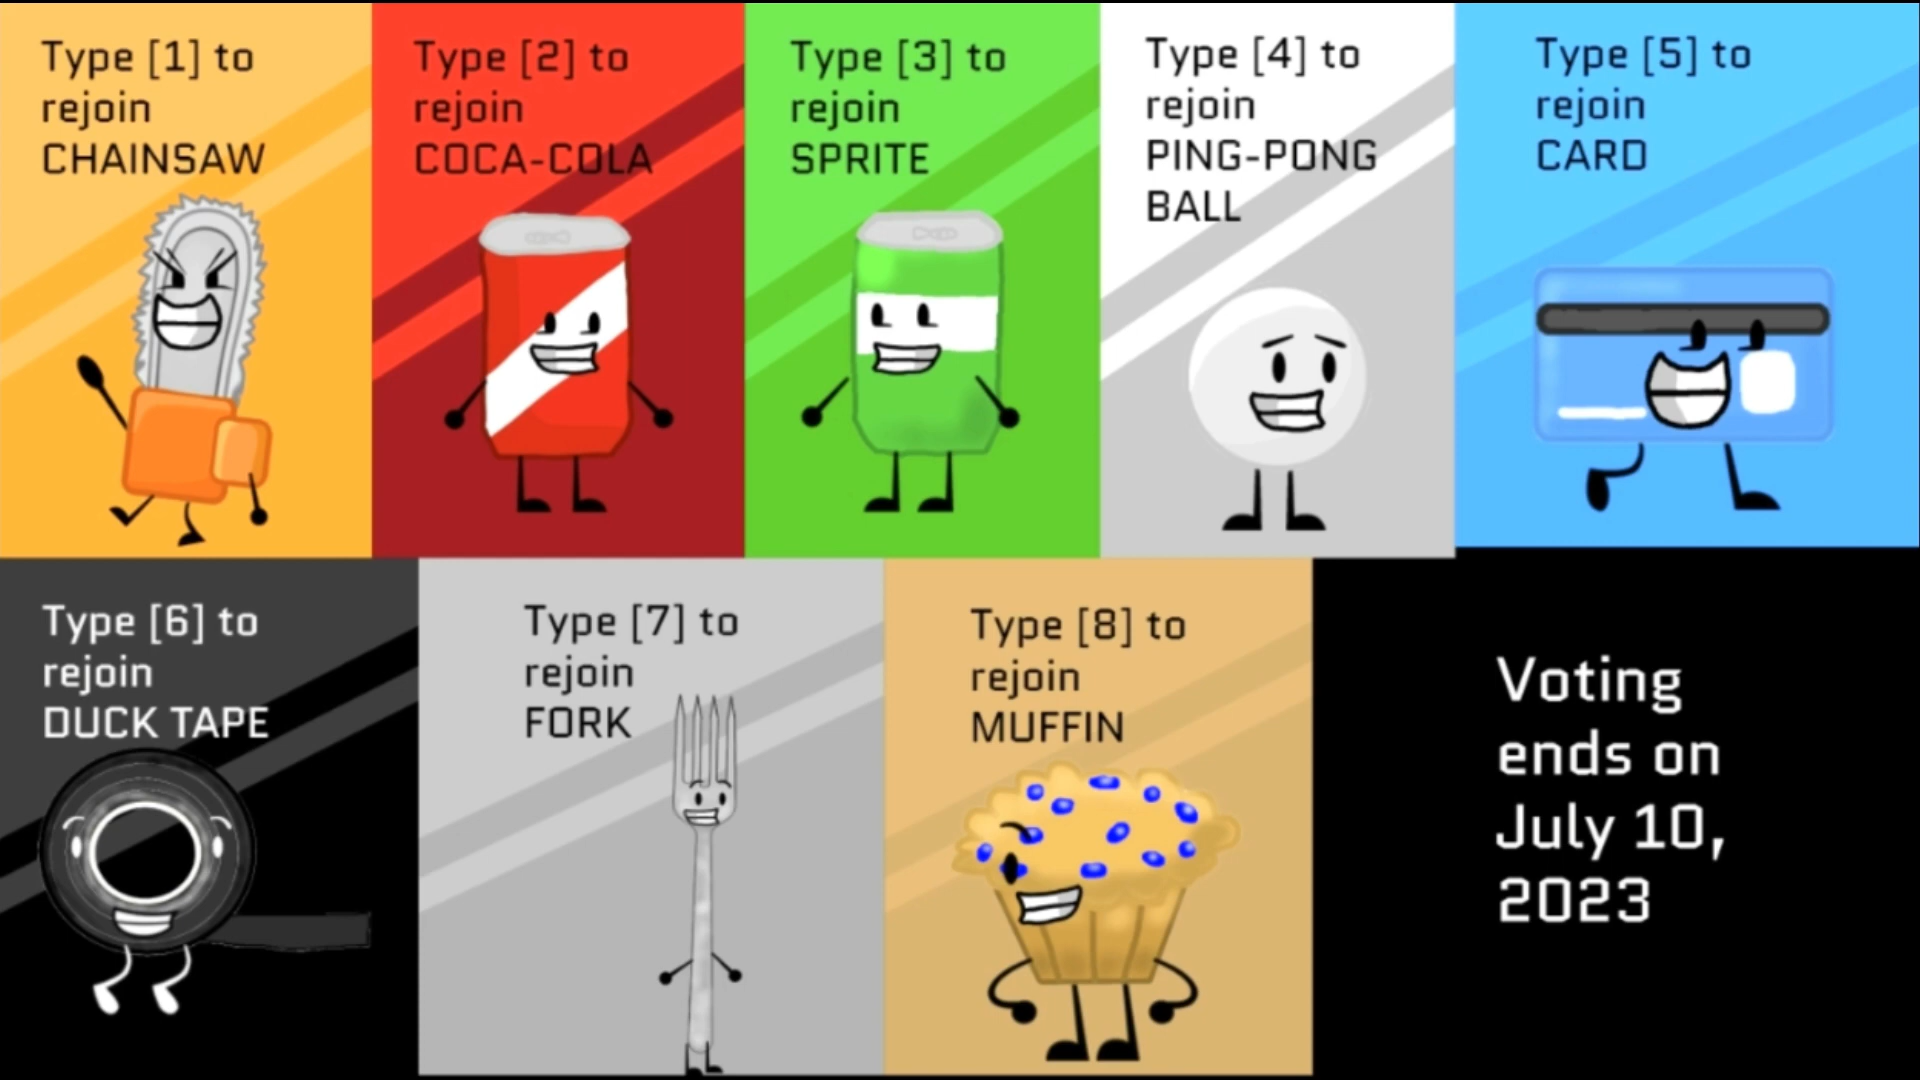 Type [1] to
rejoin
CHAINSAW
Type [2] to
rejoin
COCA-COLA
Type [3] to
rejoin
SPRITE
Type [4] to
rejoin
PING-PONG
BALL
Type [5] to
rejoin
CARD
Type [6] to
rejoin
DUCK TAPE
Type [7] to
rejoin
FORK
Type [8] to
rejoin
MUFFIN
Voting
ends on
July 10,
2023